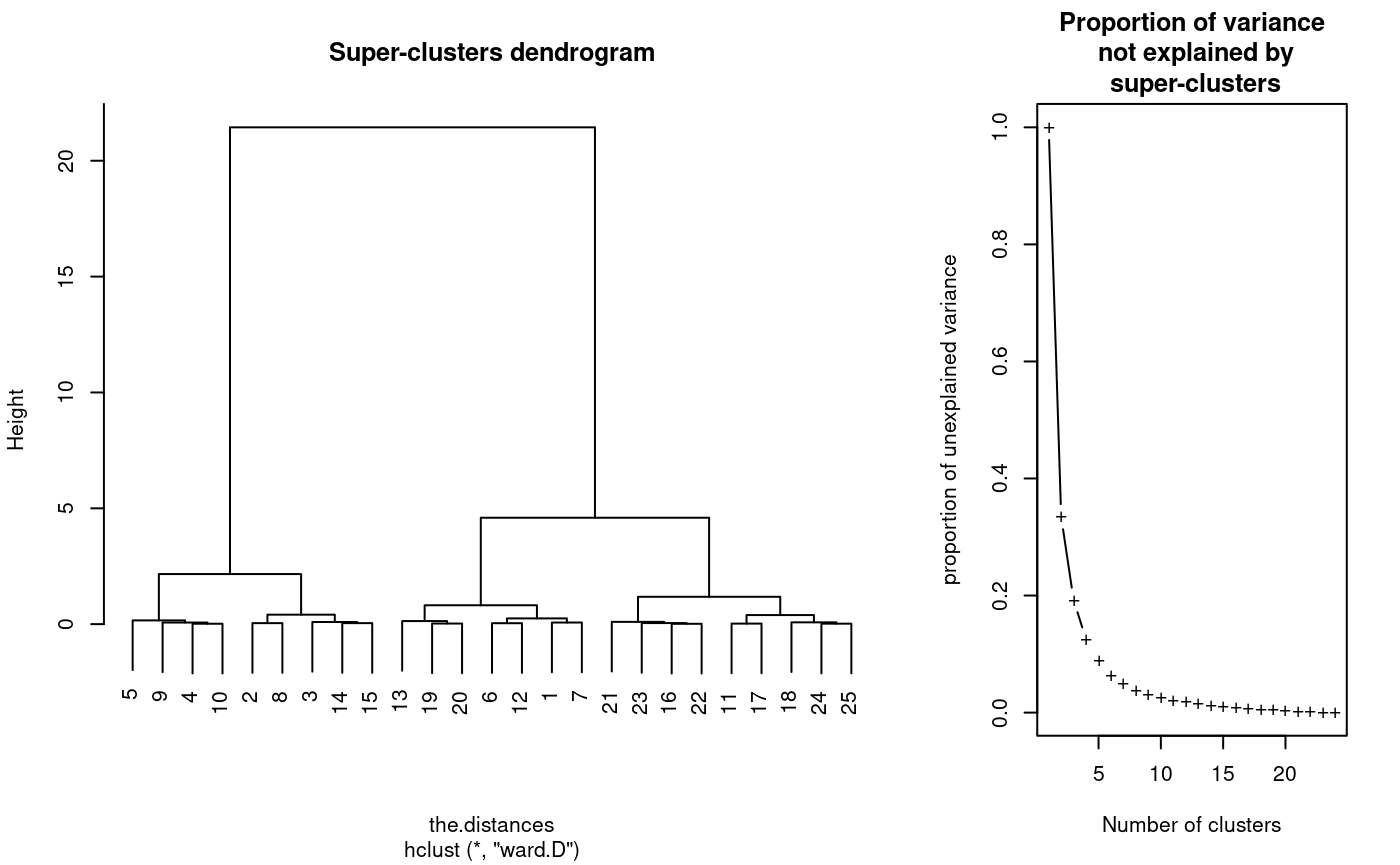 Super-clusters dendrogram
Height
20
15
10
5
0
5 9 4 10 2 8 3 14 15 13 19 20 6 12 1 7 21 23 16 22 11 17 18 24 25
the.distances
hclust (*, "ward.D")
Proportion of variance
not explained by
super-clusters
proportion of unexplained variance
1.0
0.8
0.6
0.4
0.2
0.0
5 10 15 20
Number of clusters